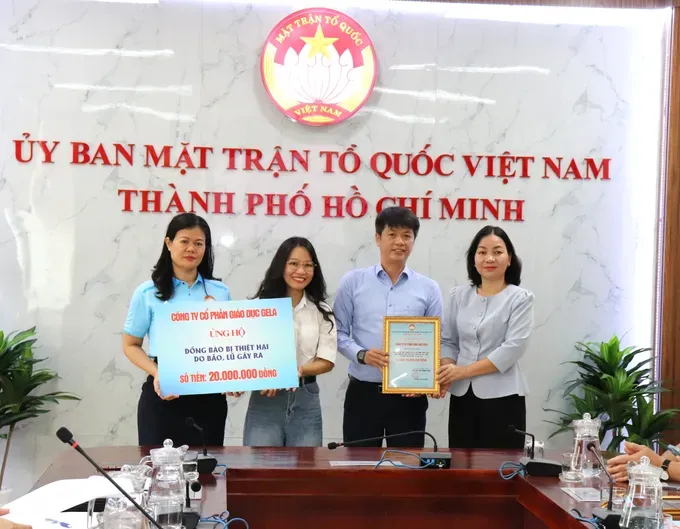 MẶT TRẬN TỔ QUỐC
VIỆT NAM
ỦY BAN MẶT TRẬN TỔ QUỐC VIỆT NAM
THÀNH PHỐ HỒ CHÍ MINH
CÔNG TY CỔ PHẦN GIÁO DỤC GELA
ỦNG HỘ
ĐỒNG BÀO BỊ THIỆT HẠI
DO BÃO, LŨ GÂY RA
SỐ TIỀN: 20.000.000 ĐỒNG